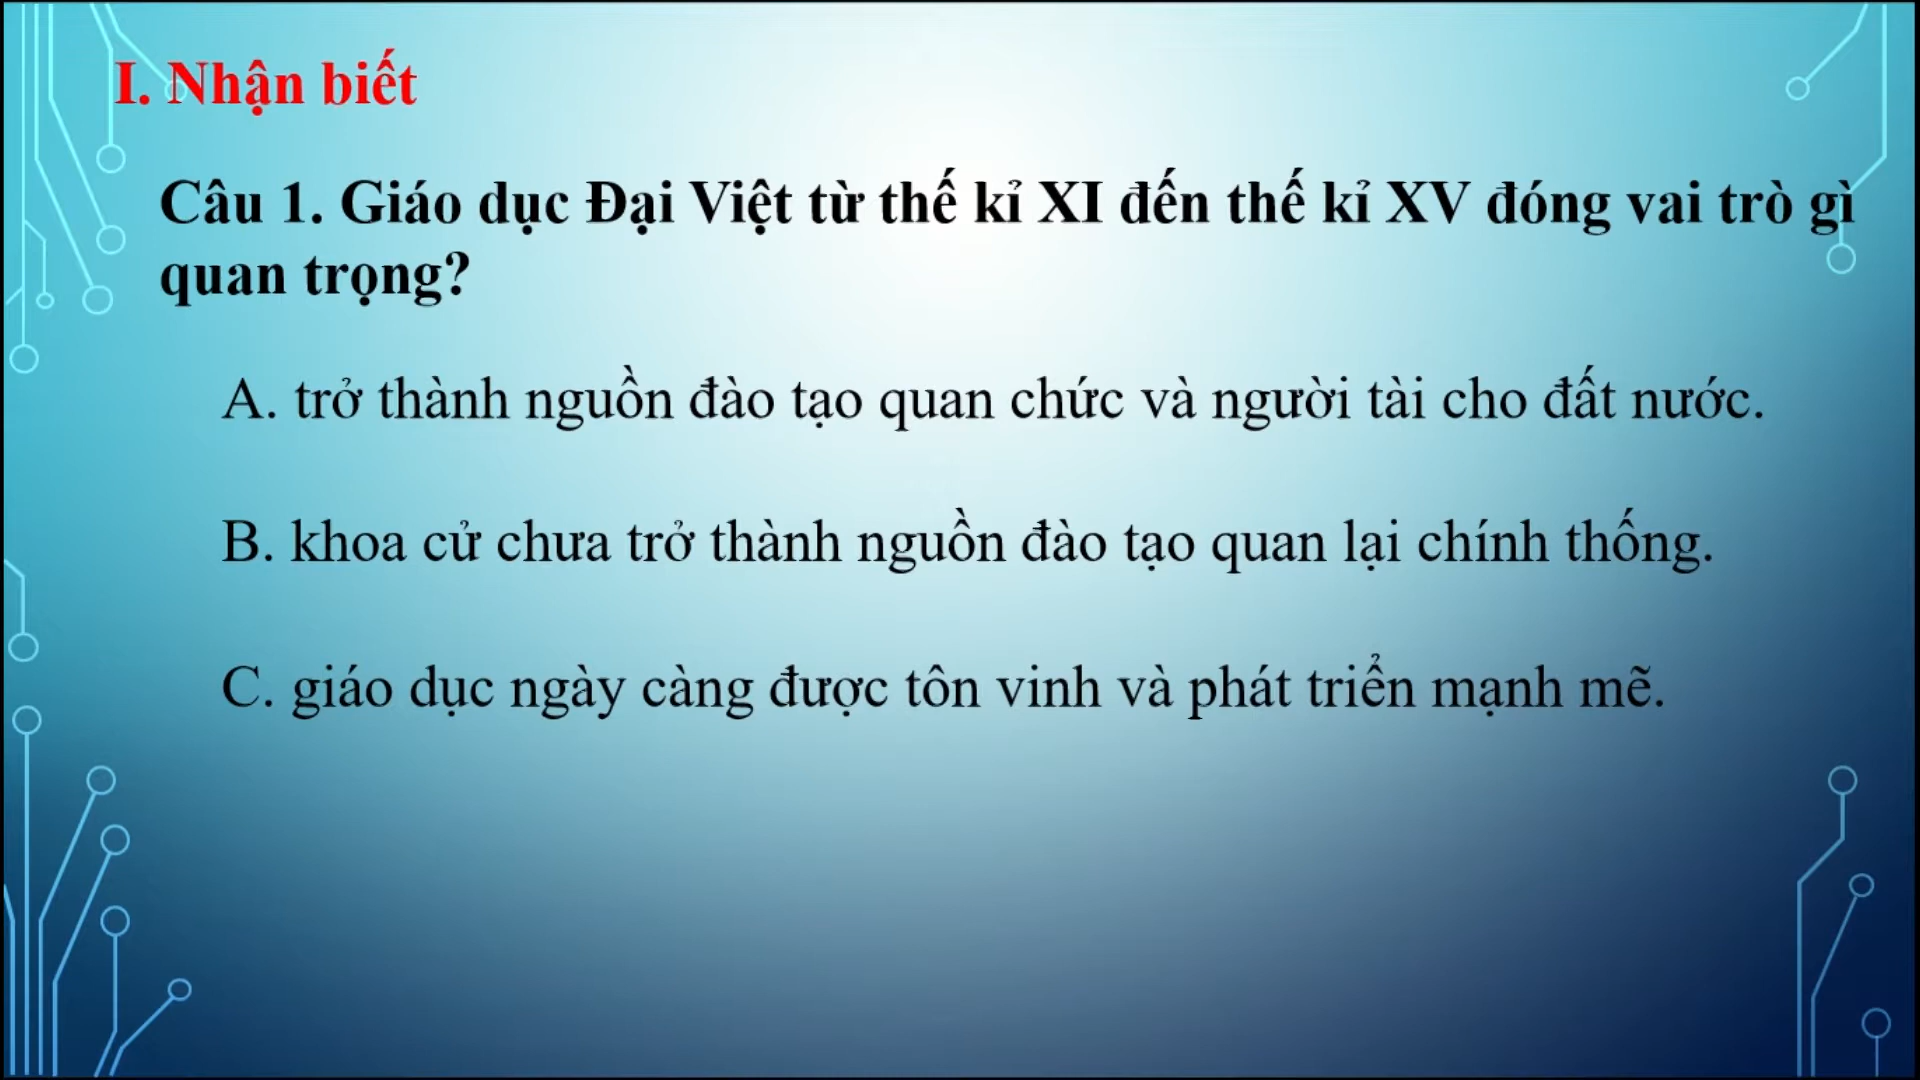 I. Nhận biết
Câu 1. Giáo dục Đại Việt từ thế kỉ XI đến thế kỉ XV đóng vai trò gì
quan trọng?
A. trở thành nguồn đào tạo quan chức và người tài cho đất nước.
B. khoa cử chưa trở thành nguồn đào tạo quan lại chính thống.
C. giáo dục ngày càng được tôn vinh và phát triển mạnh mẽ.